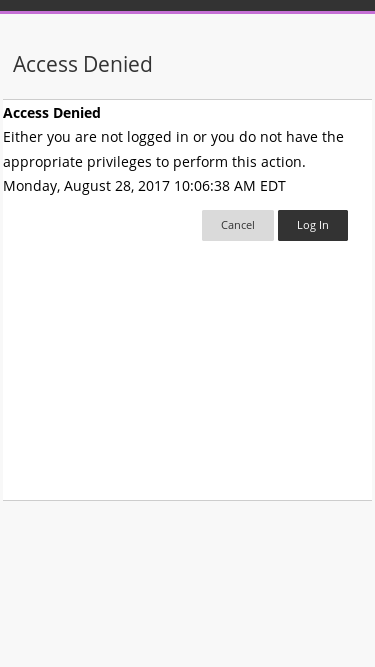 Access Denied
Access Denied
Either you are not logged in or you do not have the
appropriate privileges to perform this action.
Monday, August 28, 2017 10:06:38 AM EDT
Cancel Log In